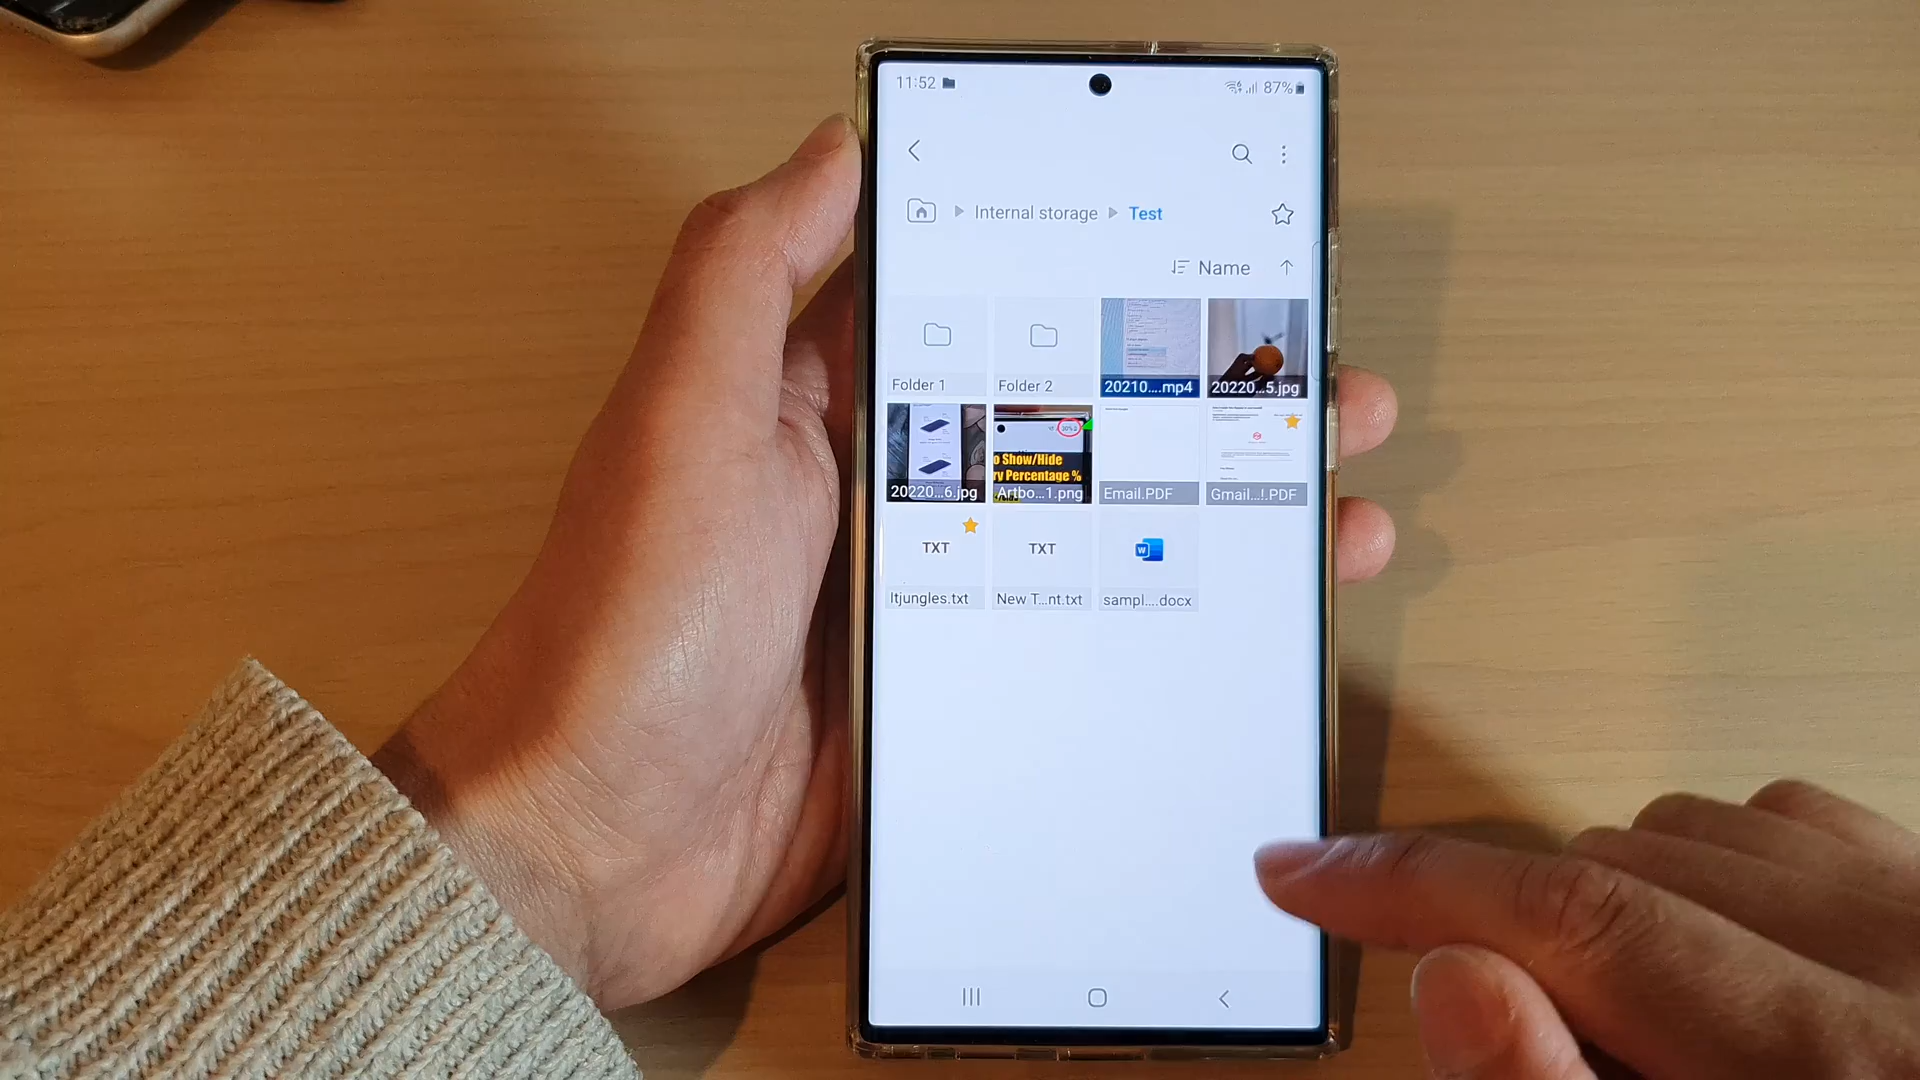 11:52
87%
Internal storage
Test
Name
Folder 1
Folder 2
20210....mp4
20220...5.jpg
o Show/Hide
ry Percentage %
20220...6.jpg
Artbo...1.png
Email.PDF
Gmail...!.PDF
TXT
TXT
W
Itjungles.txt
New T...nt.txt
sampl....docx